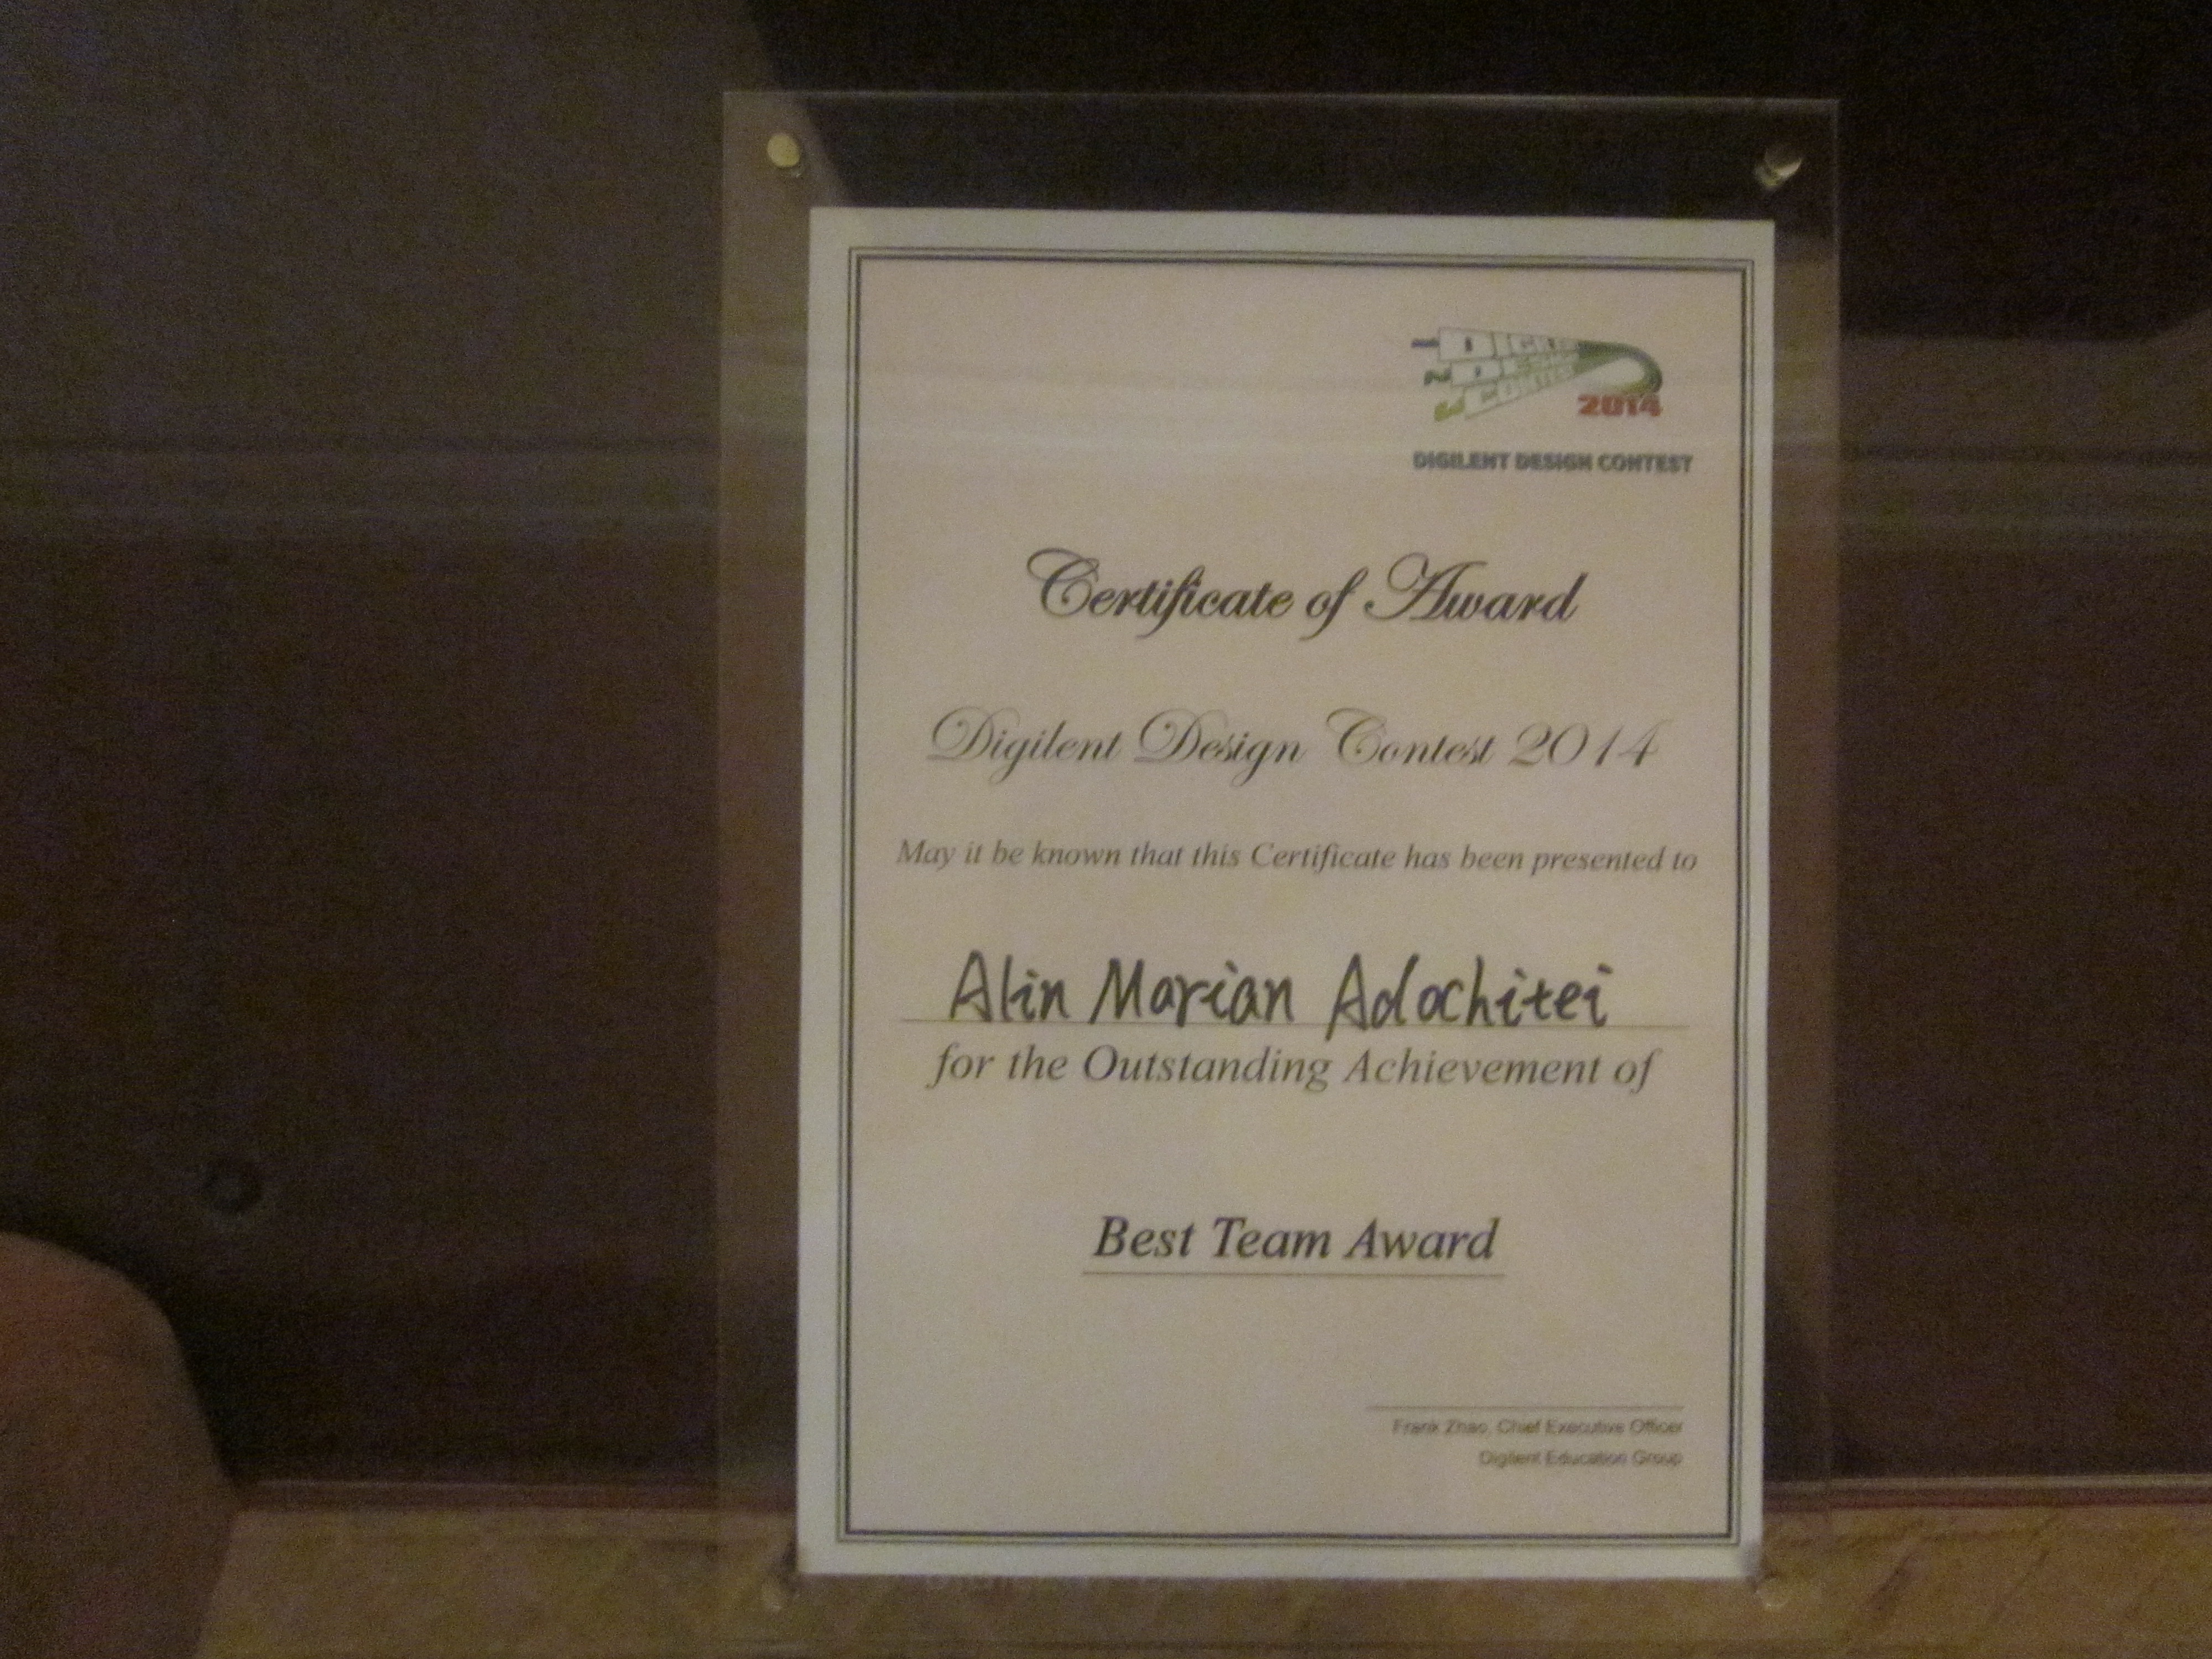 DESIGN
CONTEST
2014
DIGILENT DESIGN CONTEST
Certificate of Award
Digilent Design Contest 2014
May it be known that this Certificate has been presented to
Alin Marian Adochitei
for the Outstanding Achievement of
Best Team Award
Frank Zhao, Chief Executive Officer
Digilent Education Group